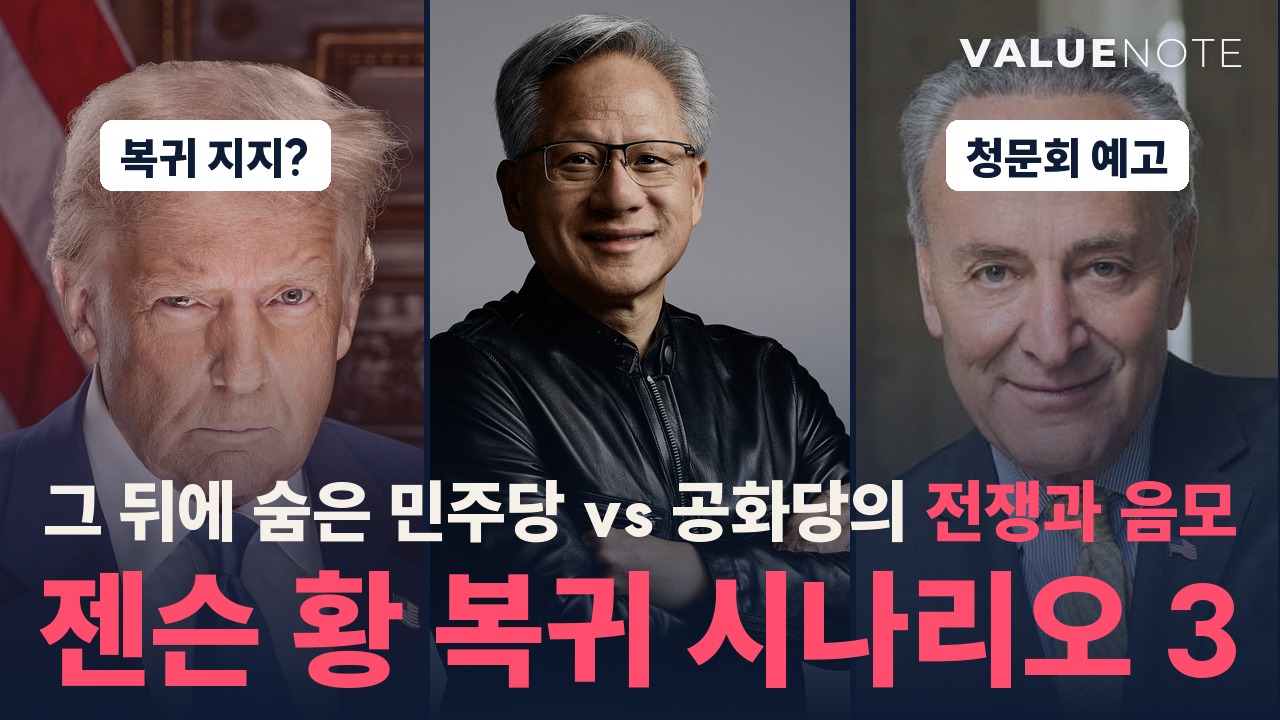 VALUENOTE
복귀 지지?
청문회 예고
그 뒤에 숨은 민주당 vs 공화당의 전쟁과 음모
젠슨 황 복귀 시나리오 3